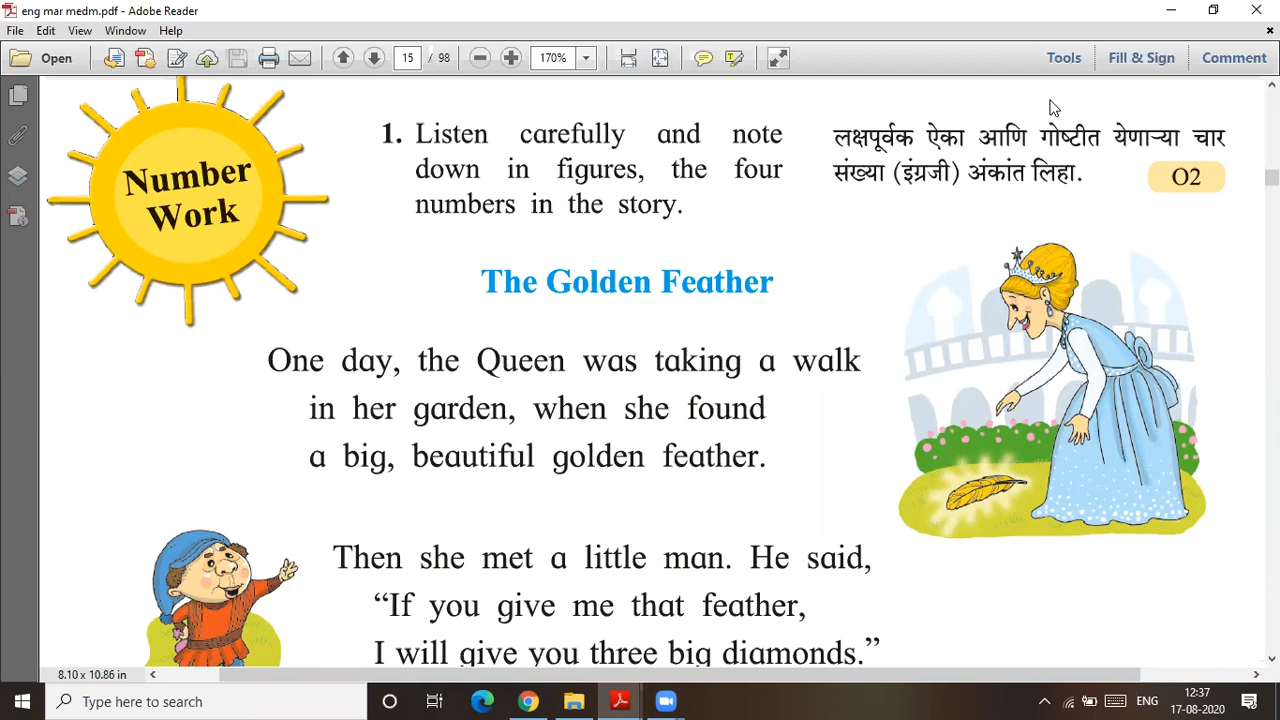 eng mar medm.pdf - Adobe Reader
File Edit View Window Help
Open 15 / 98 170% Tools Fill & Sign Comment
Number
Work
1. Listen carefully and note
down in figures, the four
numbers in the story.
लक्षपूर्वक ऐका आणि गोष्टीत येणाऱ्या चार
संख्या (इंग्रजी) अंकांत लिहा.
O2
The Golden Feather
One day, the Queen was taking a walk
in her garden, when she found
a big, beautiful golden feather.
Then she met a little man. He said,
“If you give me that feather,
I will give you three big diamonds.”
8.10 x 10.86 in
Type here to search
ENG
12:37
17-08-2020